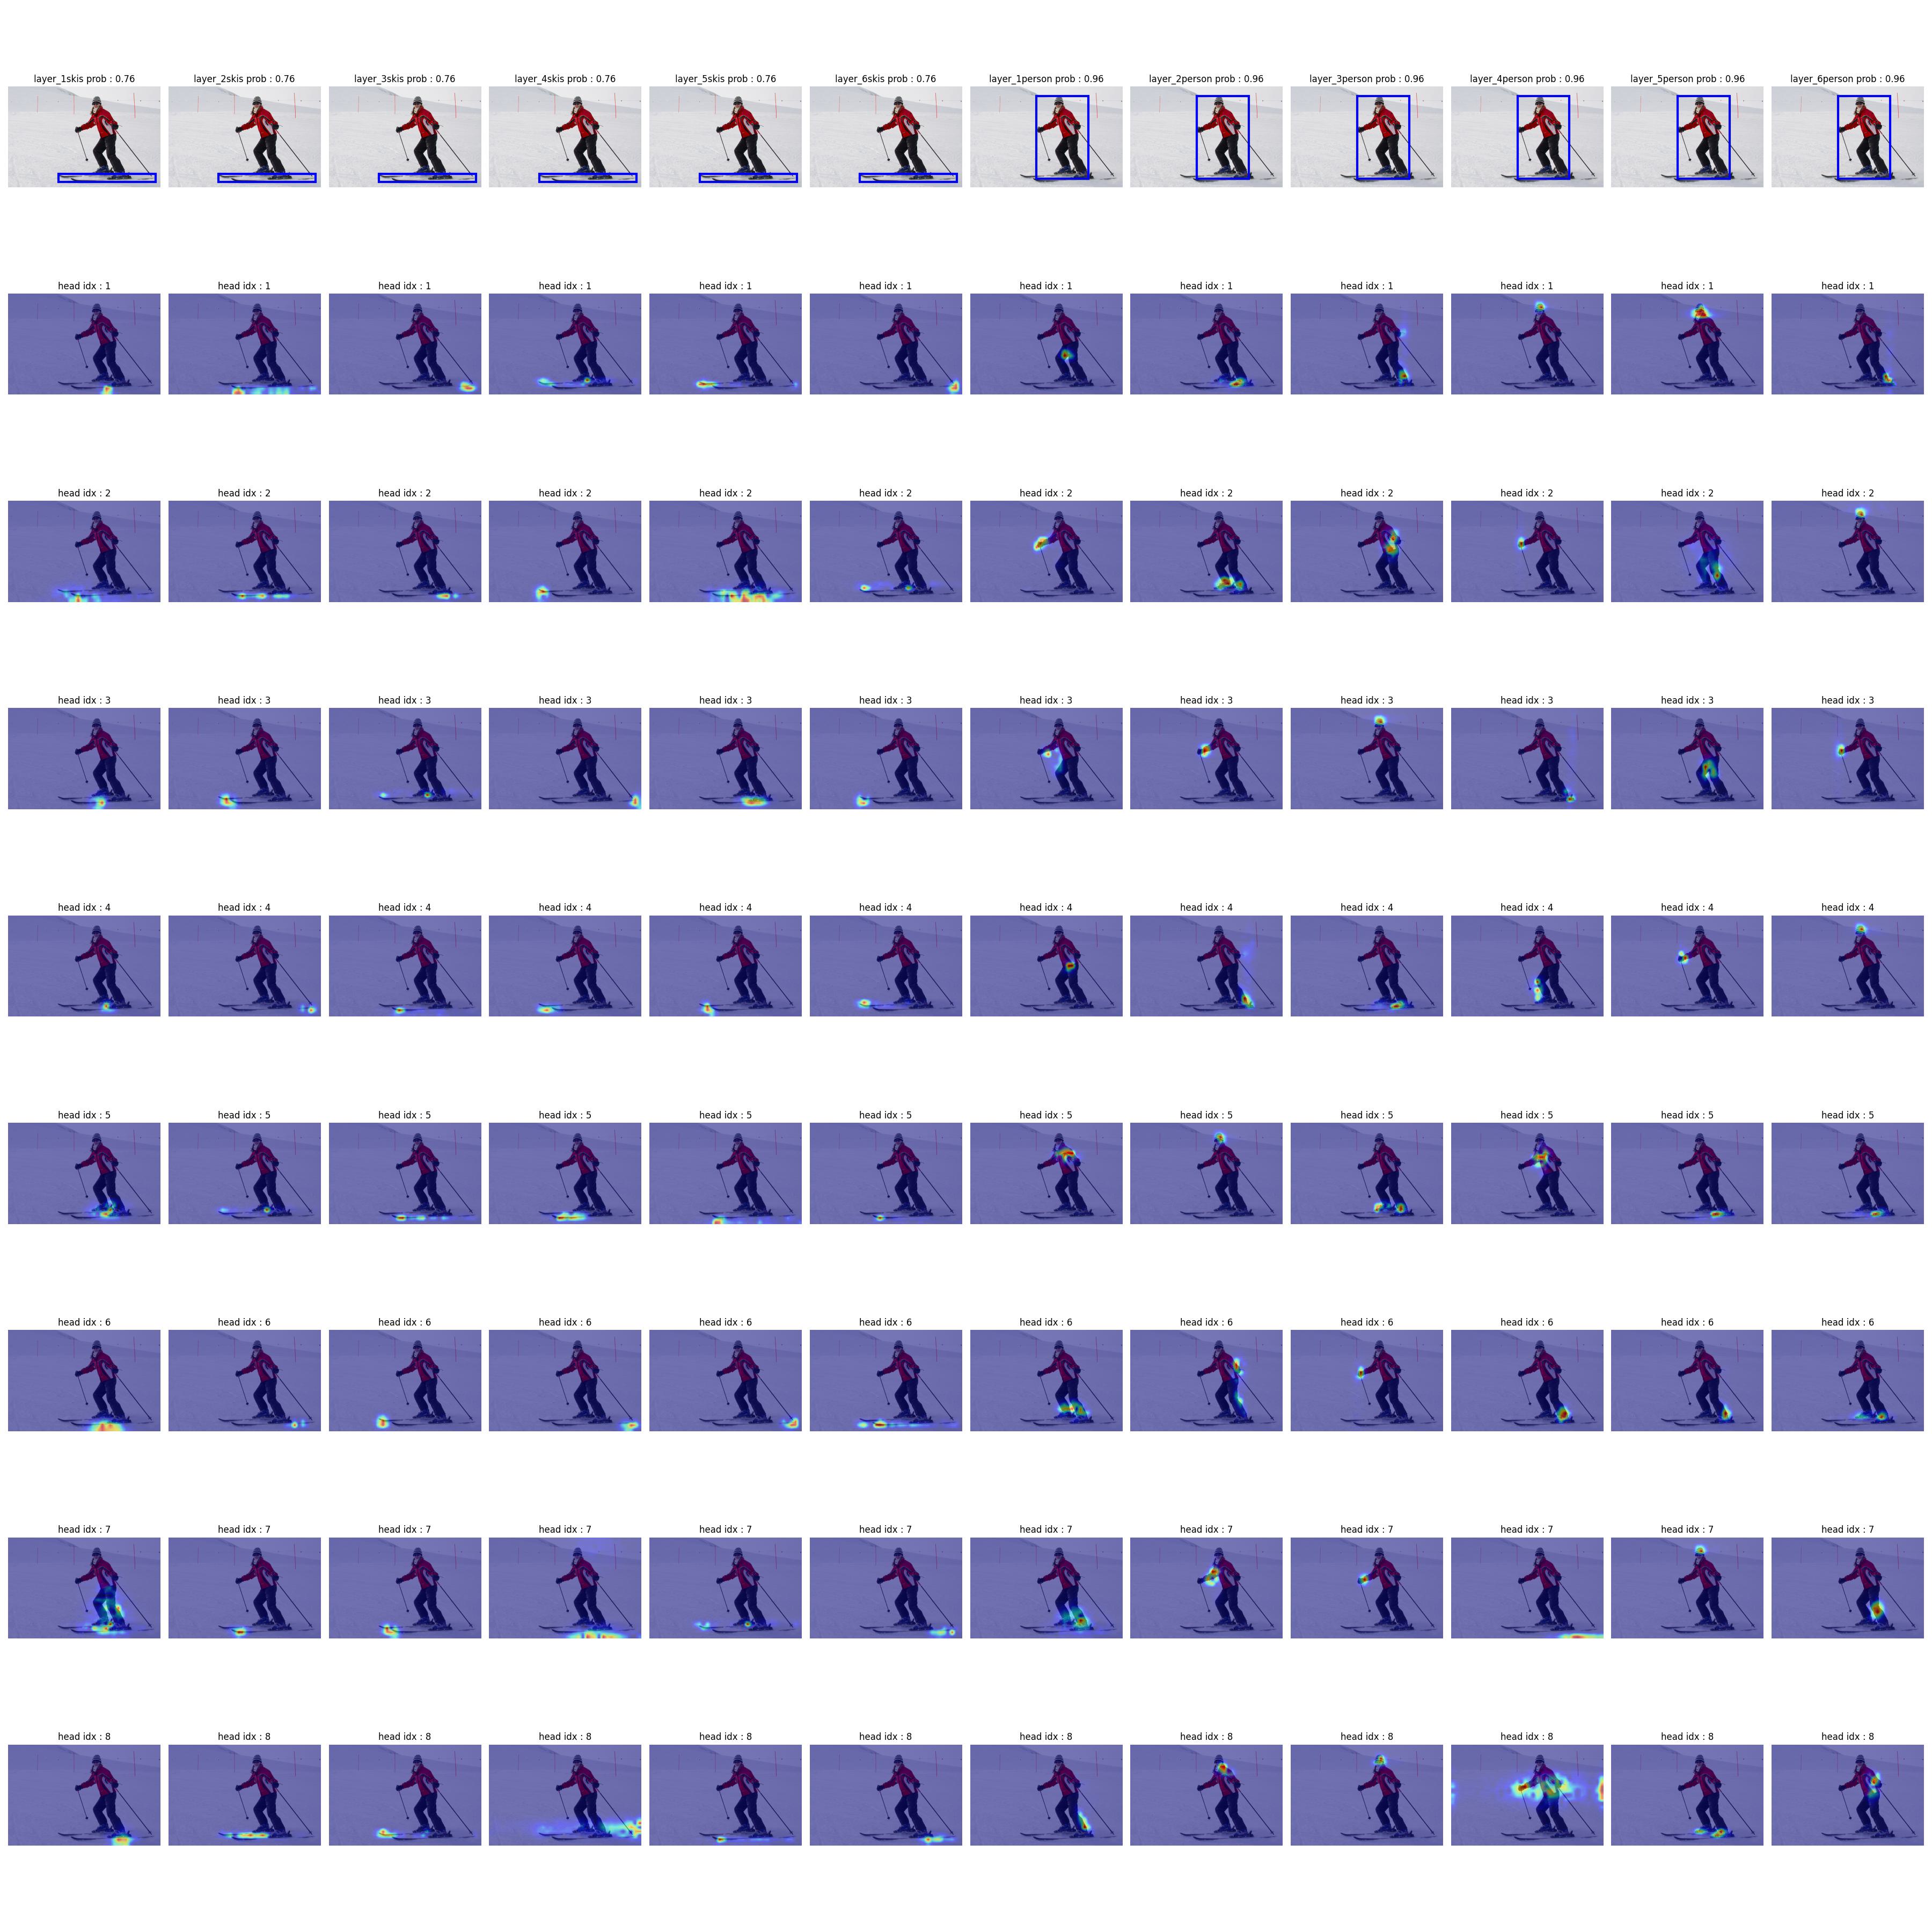 layer_1skis prob : 0.76 layer_2skis prob : 0.76 layer_3skis prob : 0.76 layer_4skis prob : 0.76 layer_5skis prob : 0.76 layer_6skis prob : 0.76 layer_1person prob : 0.96 layer_2person prob : 0.96 layer_3person prob : 0.96 layer_4person prob : 0.96 layer_5person prob : 0.96 layer_6person prob : 0.96
head idx : 1 head idx : 1 head idx : 1 head idx : 1 head idx : 1 head idx : 1 head idx : 1 head idx : 1 head idx : 1 head idx : 1 head idx : 1 head idx : 1
head idx : 2 head idx : 2 head idx : 2 head idx : 2 head idx : 2 head idx : 2 head idx : 2 head idx : 2 head idx : 2 head idx : 2 head idx : 2 head idx : 2
head idx : 3 head idx : 3 head idx : 3 head idx : 3 head idx : 3 head idx : 3 head idx : 3 head idx : 3 head idx : 3 head idx : 3 head idx : 3 head idx : 3
head idx : 4 head idx : 4 head idx : 4 head idx : 4 head idx : 4 head idx : 4 head idx : 4 head idx : 4 head idx : 4 head idx : 4 head idx : 4 head idx : 4
head idx : 5 head idx : 5 head idx : 5 head idx : 5 head idx : 5 head idx : 5 head idx : 5 head idx : 5 head idx : 5 head idx : 5 head idx : 5 head idx : 5
head idx : 6 head idx : 6 head idx : 6 head idx : 6 head idx : 6 head idx : 6 head idx : 6 head idx : 6 head idx : 6 head idx : 6 head idx : 6 head idx : 6
head idx : 7 head idx : 7 head idx : 7 head idx : 7 head idx : 7 head idx : 7 head idx : 7 head idx : 7 head idx : 7 head idx : 7 head idx : 7 head idx : 7
head idx : 8 head idx : 8 head idx : 8 head idx : 8 head idx : 8 head idx : 8 head idx : 8 head idx : 8 head idx : 8 head idx : 8 head idx : 8 head idx : 8